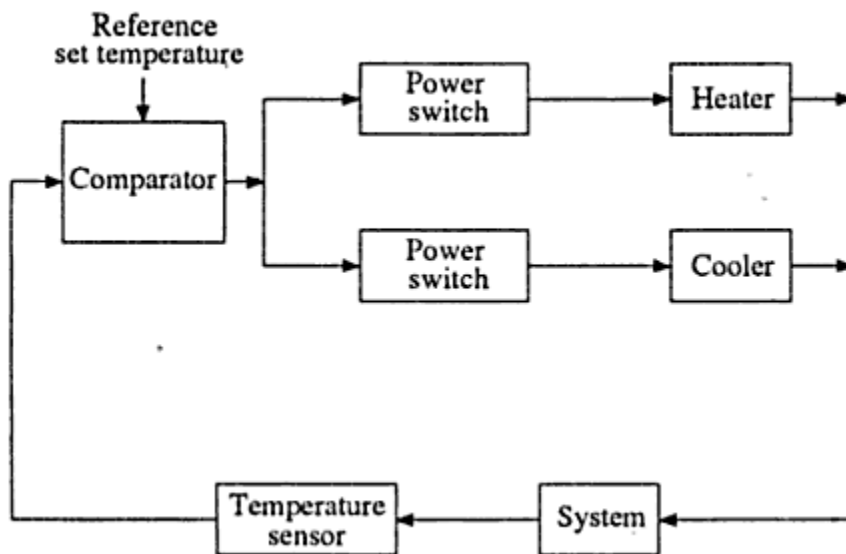 Reference
set temperature
Comparator
Power
switch
Heater
Power
switch
Cooler
Temperature
sensor
System